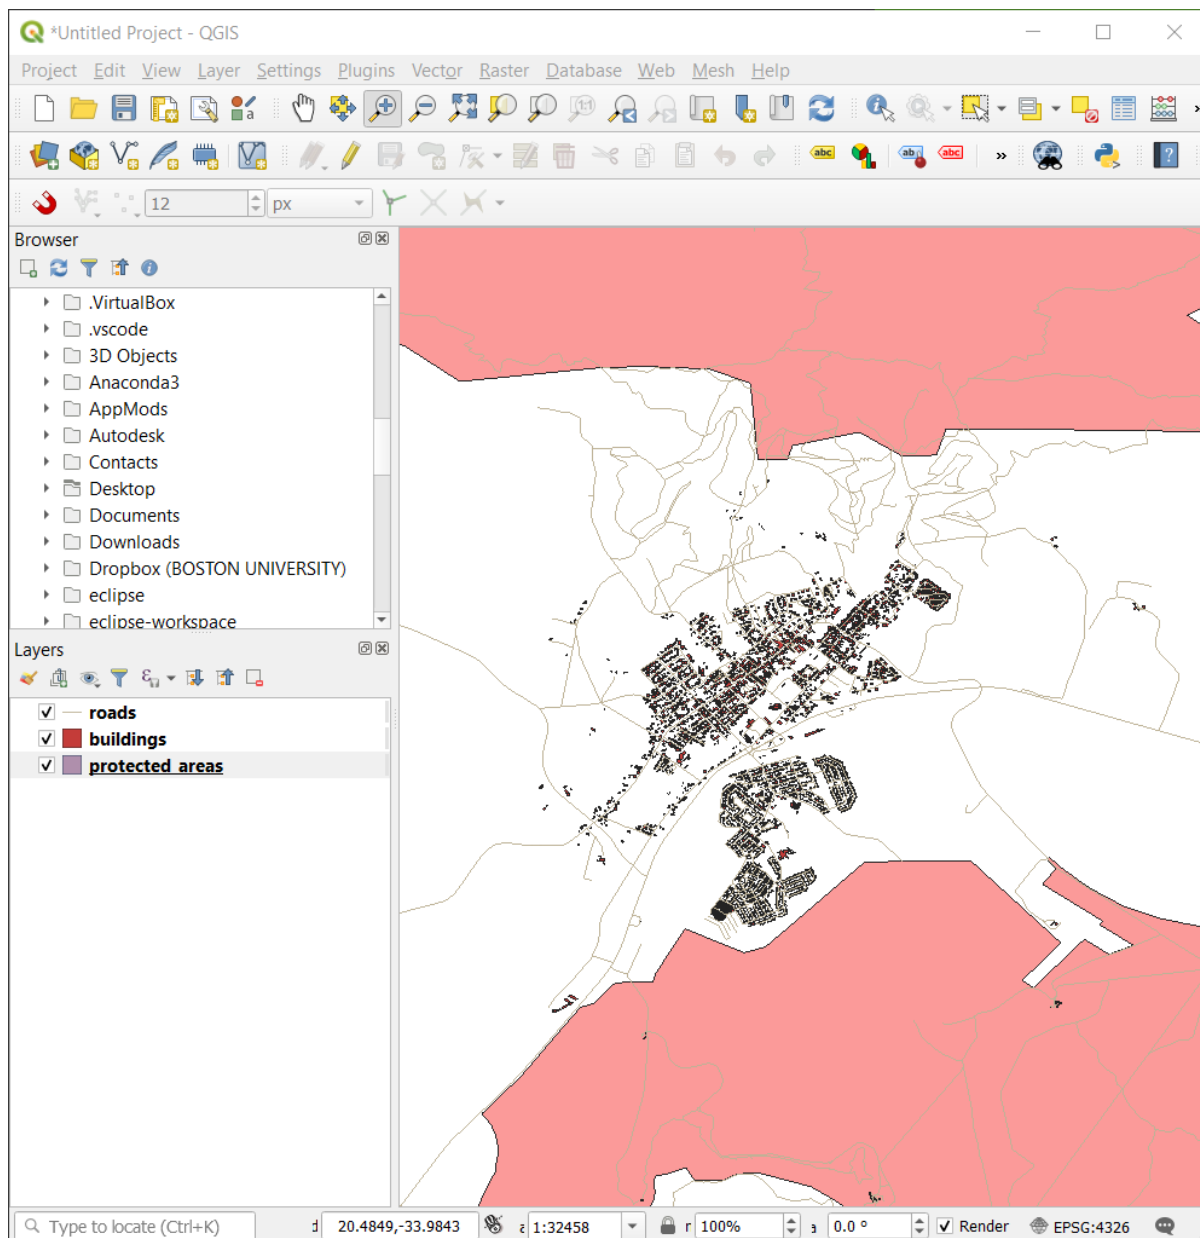 *Untitled Project - QGIS
Project Edit View Layer Settings Plugins Vector Raster Database Web Mesh Help
12 px
Browser
.VirtualBox
.vscode
3D Objects
Anaconda3
AppMods
Autodesk
Contacts
Desktop
Documents
Downloads
Dropbox (BOSTON UNIVERSITY)
eclipse
eclipse-workspace
Layers
roads
buildings
protected_areas
Type to locate (Ctrl+K) 20.4849,-33.9843 1:32458 r 100% 0.0 ° Render EPSG:4326